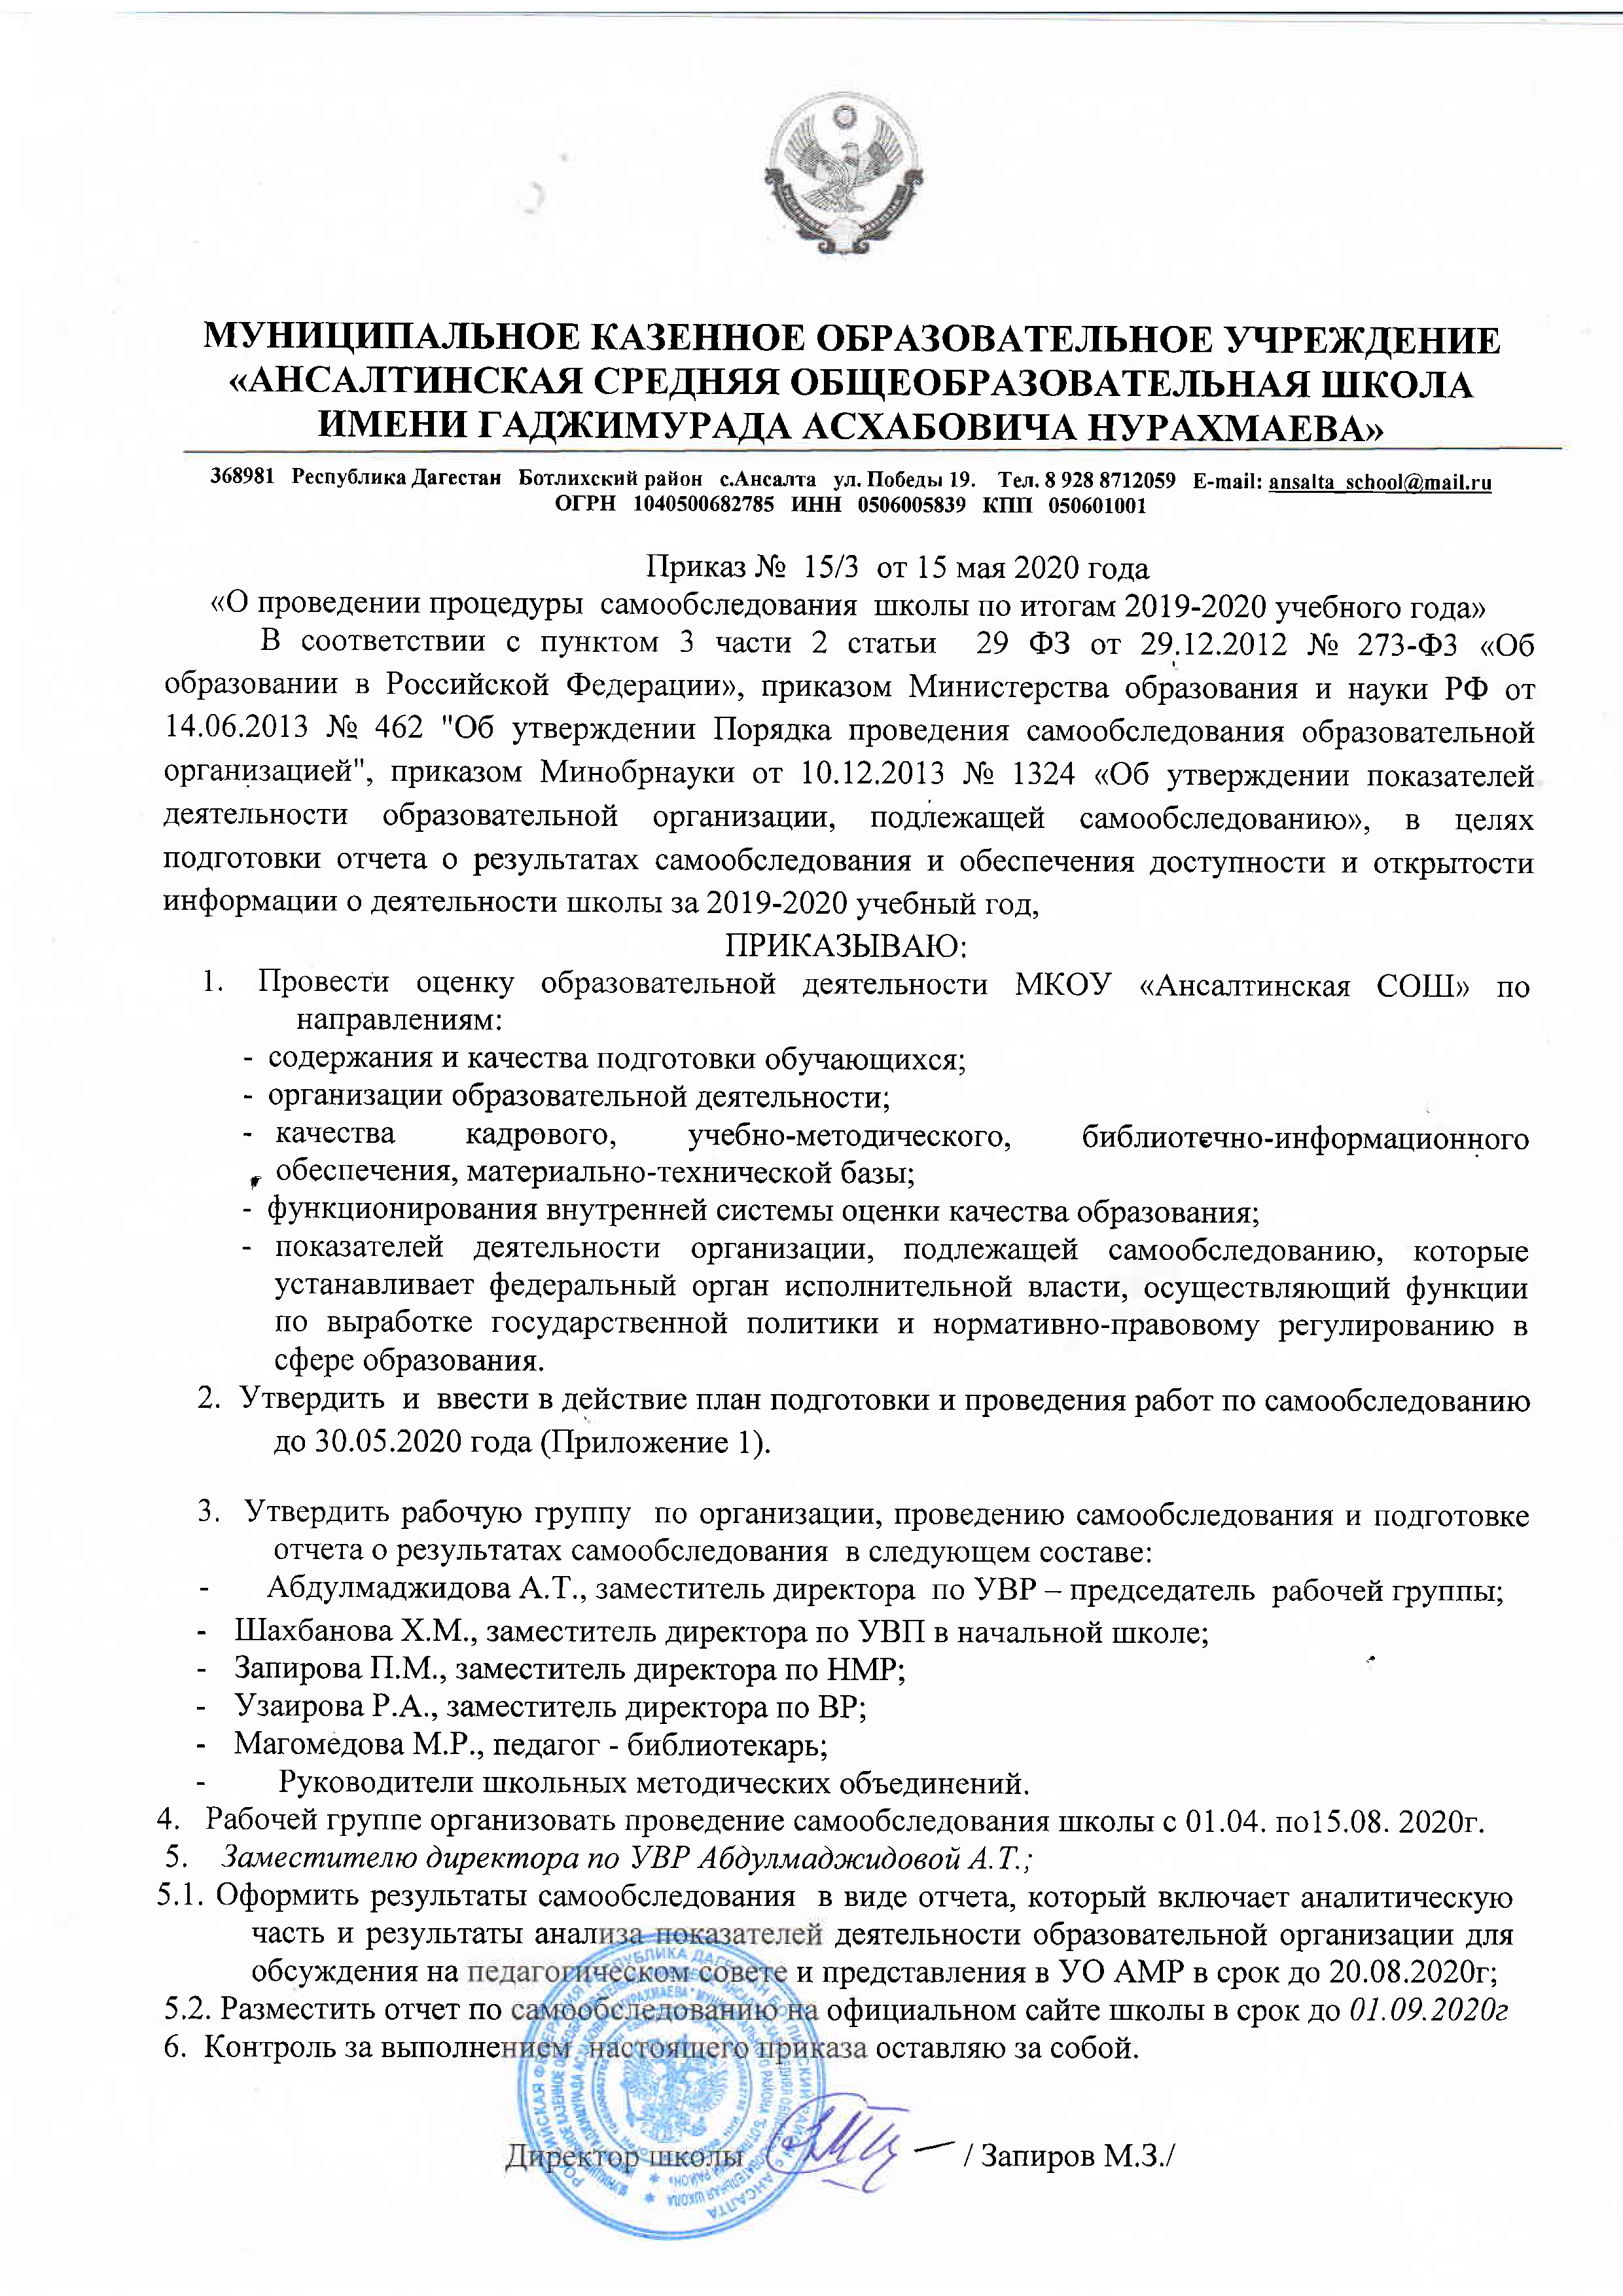 МУНИЦИПАЛЬНОЕ КАЗЕННОЕ ОБРАЗОВАТЕЛЬНОЕ УЧРЕЖДЕНИЕ
«АНСАЛТИНСКАЯ СРЕДНЯЯ ОБЩЕОБРАЗОВАТЕЛЬНАЯ ШКОЛА
ИМЕНИ ГАДЖИМУРАДА АСХАБОВИЧА НУРАХМАЕВА»
368981 Республика Дагестан Ботлихский район с.Ансалта ул. Победы 19. Тел. 8 928 8712059 E-mail: ansalta_school@mail.ru
ОГРН 1040500682785 ИНН 0506005839 КПП 050601001
Приказ № 15/3 от 15 мая 2020 года
«О проведении процедуры самообследования школы по итогам 2019-2020 учебного года»
В соответствии с пунктом 3 части 2 статьи 29 ФЗ от 29.12.2012 № 273-ФЗ «Об
образовании в Российской Федерации», приказом Министерства образования и науки РФ от
14.06.2013 № 462 "Об утверждении Порядка проведения самообследования образовательной
организацией", приказом Минобрнауки от 10.12.2013 № 1324 «Об утверждении показателей
деятельности образовательной организации, подлежащей самообследованию», в целях
подготовки отчета о результатах самообследования и обеспечения доступности и открытости
информации о деятельности школы за 2019-2020 учебный год,
ПРИКАЗЫВАЮ:
1. Провести оценку образовательной деятельности МКОУ «Ансалтинская СОШ» по
направлениям:
- содержания и качества подготовки обучающихся;
- организации образовательной деятельности;
- качества кадрового, учебно-методического, библиотечно-информационного
обеспечения, материально-технической базы;
- функционирования внутренней системы оценки качества образования;
- показателей деятельности организации, подлежащей самообследованию, которые
устанавливает федеральный орган исполнительной власти, осуществляющий функции
по выработке государственной политики и нормативно-правовому регулированию в
сфере образования.
2. Утвердить и ввести в действие план подготовки и проведения работ по самообследованию
до 30.05.2020 года (Приложение 1).
3. Утвердить рабочую группу по организации, проведению самообследования и подготовке
отчета о результатах самообследования в следующем составе:
- Абдулмаджидова А.Т., заместитель директора по УВР – председатель рабочей группы;
- Шахбанова Х.М., заместитель директора по УВП в начальной школе;
- Запирова П.М., заместитель директора по НМР;
- Узаирова Р.А., заместитель директора по ВР;
- Магомедова М.Р., педагог - библиотекарь;
- Руководители школьных методических объединений.
4. Рабочей группе организовать проведение самообследования школы с 01.04. по15.08. 2020г.
5. Заместителю директора по УВР Абдулмаджидовой А.Т.;
5.1. Оформить результаты самообследования в виде отчета, который включает аналитическую
часть и результаты анализа показателей деятельности образовательной организации для
обсуждения на педагогическом совете и представления в УО АМР в срок до 20.08.2020г;
5.2. Разместить отчет по самообследованию на официальном сайте школы в срок до 01.09.2020г
6. Контроль за выполнением настоящего приказа оставляю за собой.
Директор школы / Запиров М.З./